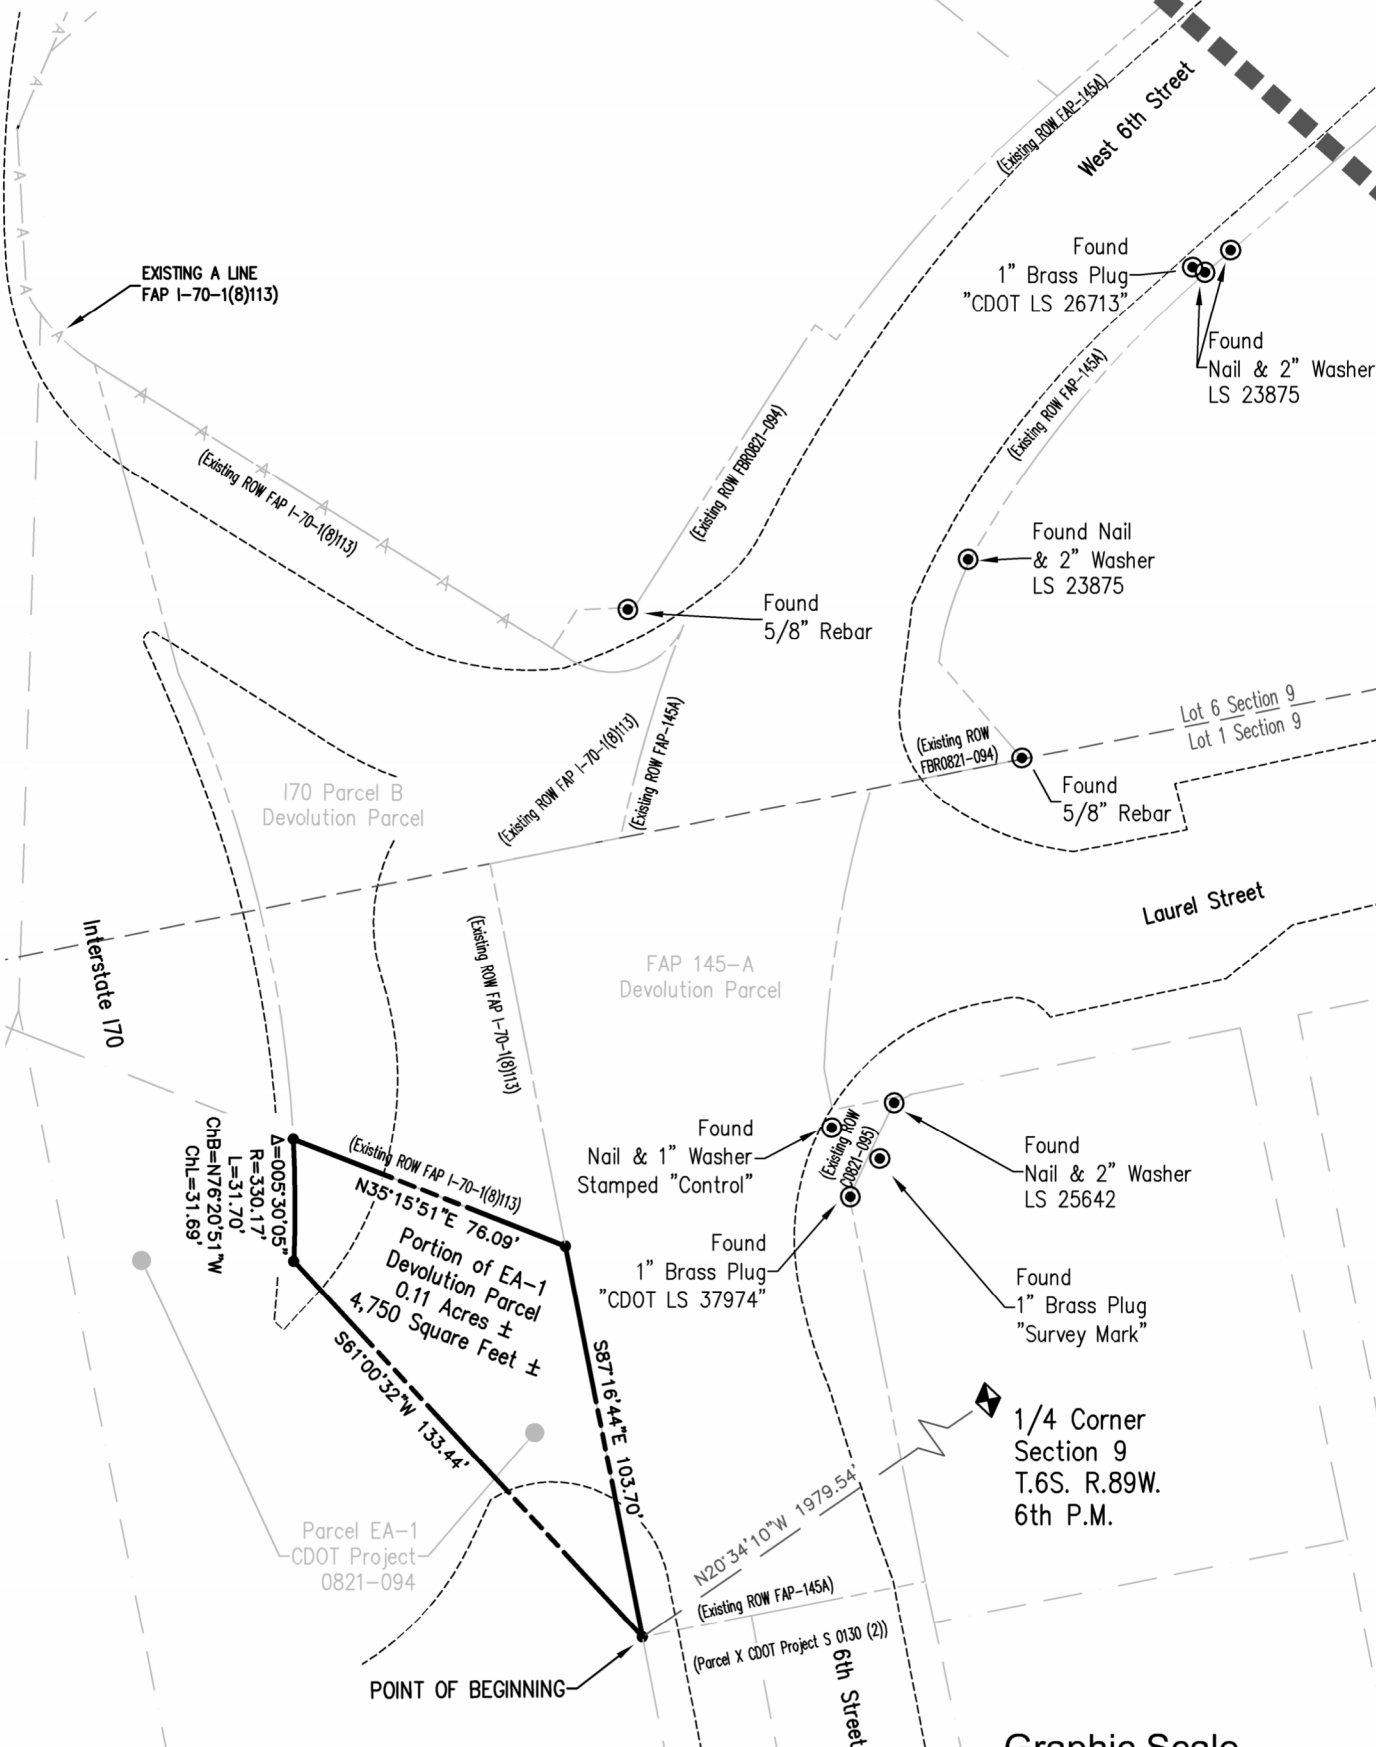 West 6th Street
(Existing ROW FAP-145A)
Found
1" Brass Plug
"CDOT LS 26713"
EXISTING A LINE
FAP I-70-1(8)113)
A
A
A
A
A
A
A
A
A
A
A
A
A
A
Found
Nail & 2" Washer
LS 23875
(Existing ROW FAP-145A)
(Existing ROW FBR0821-094)
(Existing ROW FAP I-70-1(8)113)
Found Nail
& 2" Washer
LS 23875
Found
5/8" Rebar
Lot 6 Section 9
Lot 1 Section 9
(Existing ROW
FBR0821-094)
(Existing ROW FAP I-70-1(8)113)
(Existing ROW FAP-145A)
Found
5/8" Rebar
I70 Parcel B
Devolution Parcel
Laurel Street
Interstate I70
(Existing ROW FAP I-70-1(8)113)
FAP 145-A
Devolution Parcel
Found
Nail & 1" Washer
Stamped "Control"
(Existing ROW
C0821-095)
Found
Nail & 2" Washer
LS 25642
Δ=005°30'05"
R=330.17'
L=31.70'
ChB=N76°20'51"W
ChL=31.69'
(Existing ROW FAP I-70-1(8)113)
N35°15'51"E 76.09'
Portion of EA-1
Devolution Parcel
0.11 Acres ±
4,750 Square Feet ±
Found
1" Brass Plug
"CDOT LS 37974"
Found
1" Brass Plug
"Survey Mark"
S61°00'32"W 133.44'
S87°16'44"E 103.70'
1/4 Corner
Section 9
T.6S. R.89W.
6th P.M.
N20°34'10"W 1979.54'
Parcel EA-1
CDOT Project
0821-094
(Existing ROW FAP-145A)
(Parcel X CDOT Project S 0130 (2))
POINT OF BEGINNING
6th Street
Graphic Scale